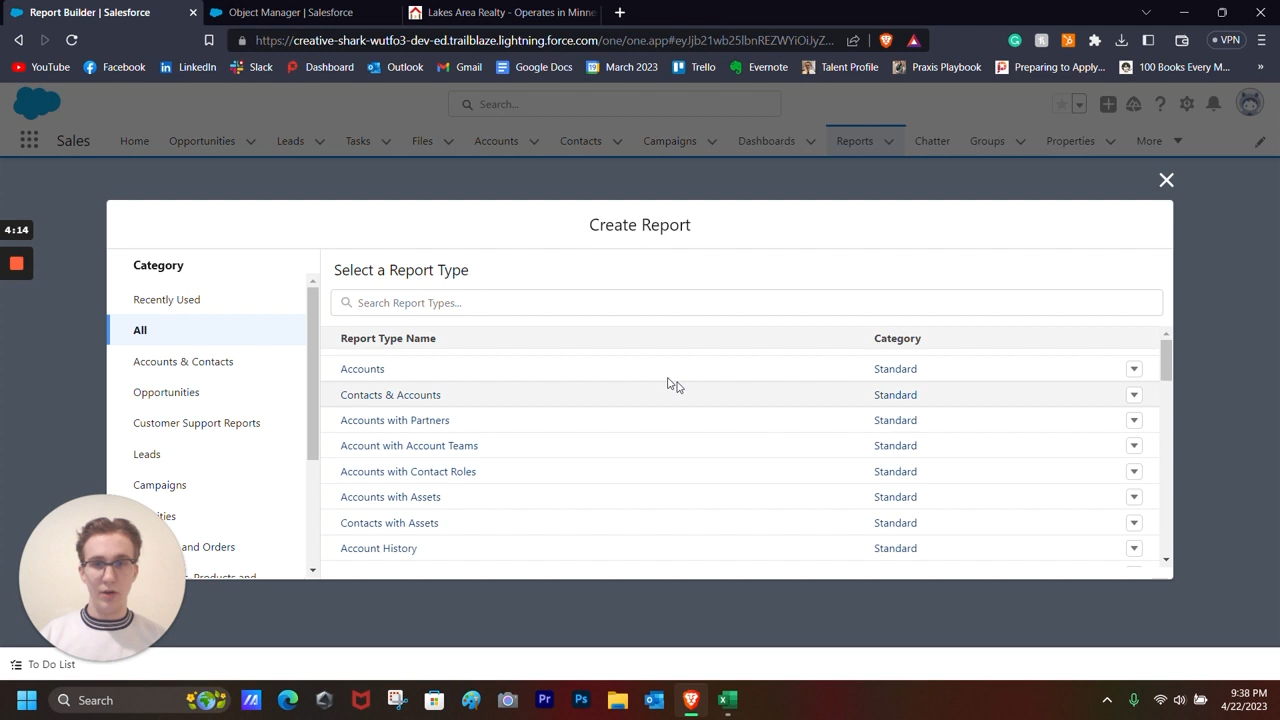 Report Builder | Salesforce
Object Manager | Salesforce
Lakes Area Realty - Operates in Minne
https://creative-shark-wutfo3-dev-ed.trailblaze.lightning.force.com/one/one.app#eyJjb21wb25lbnREZWYiOiJyZ...
VPN
YouTube
Facebook
LinkedIn
Slack
Dashboard
Outlook
Gmail
Google Docs
March 2023
Trello
Evernote
Talent Profile
Praxis Playbook
Preparing to Apply,...
100 Books Every M...
Search...
Sales
Home
Opportunities
Leads
Tasks
Files
Accounts
Contacts
Campaigns
Dashboards
Reports
Chatter
Groups
Properties
More
4:14
Create Report
Category
Recently Used
All
Accounts & Contacts
Opportunities
Customer Support Reports
Leads
Campaigns
ities
and Orders
Select a Report Type
Search Report Types...
Report Type Name Category
Accounts Standard
Contacts & Accounts Standard
Accounts with Partners Standard
Account with Account Teams Standard
Accounts with Contact Roles Standard
Accounts with Assets Standard
Contacts with Assets Standard
Account History Standard
To Do List
Search
Pr
Ps
9:38 PM
4/22/2023